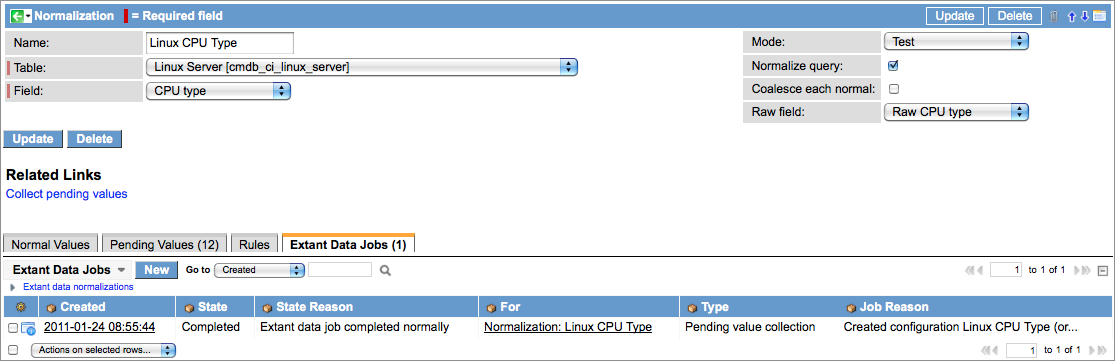 Normalization = Required field Update Delete
Name: Linux CPU Type Mode: Test
Table: Linux Server [cmdb_ci_linux_server] Normalize query:
Field: CPU type Coalesce each normal:
Raw field: Raw CPU type
Update Delete
Related Links
Collect pending values
Normal Values Pending Values (12) Rules Extant Data Jobs (1)
Extant Data Jobs New Go to Created 1 to 1 of 1
Extant data normalizations
Created State State Reason For Type Job Reason
2011-01-24 08:55:44 Completed Extant data job completed normally Normalization: Linux CPU Type Pending value collection Created configuration Linux CPU Type (or...
Actions on selected rows... 1 to 1 of 1